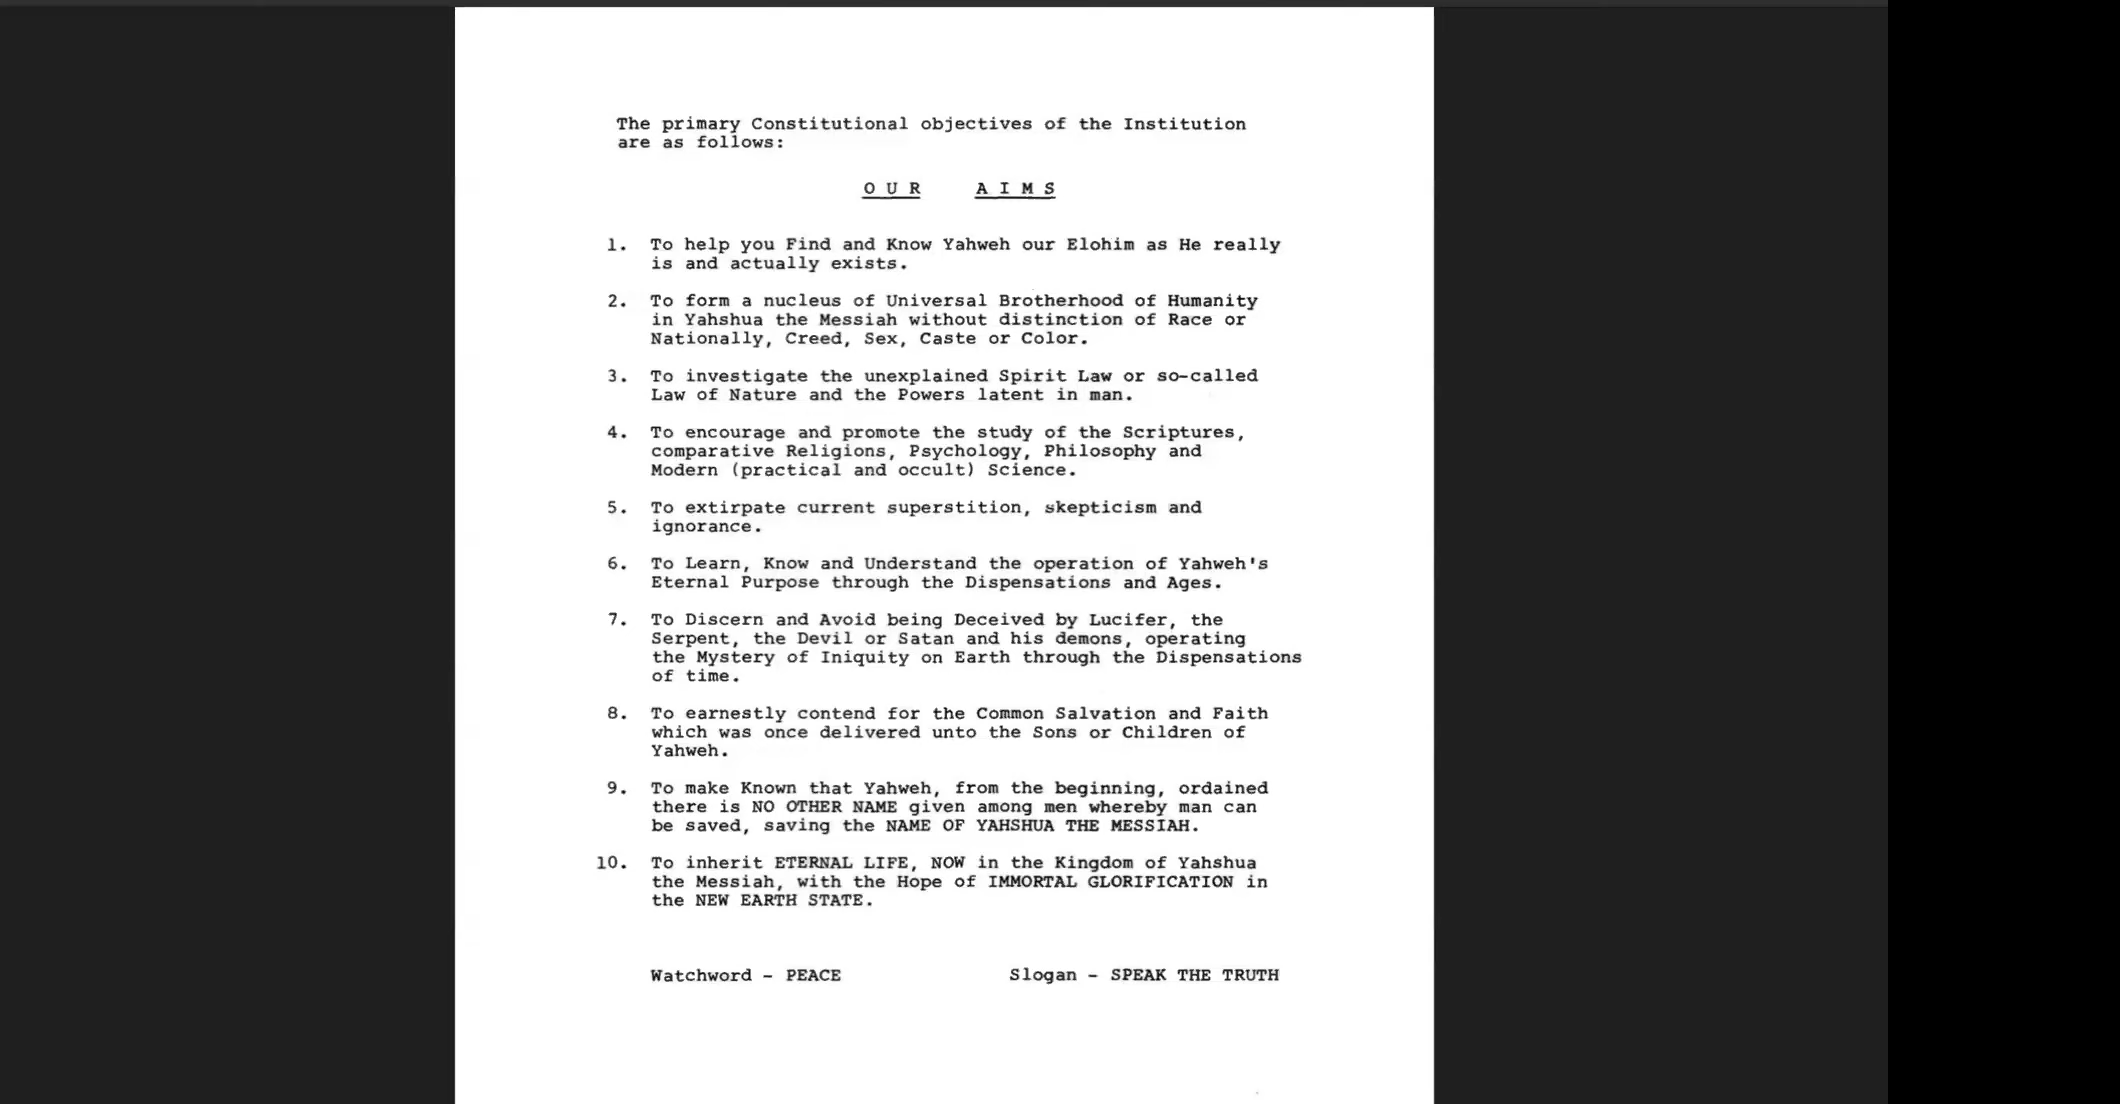 The primary Constitutional objectives of the Institution
are as follows:
OUR AIMS
1. To help you Find and Know Yahweh our Elohim as He really
is and actually exists.
2. To form a nucleus of Universal Brotherhood of Humanity
in Yahshua the Messiah without distinction of Race or
Nationally, Creed, Sex, Caste or Color.
3. To investigate the unexplained Spirit Law or so-called
Law of Nature and the Powers latent in man.
4. To encourage and promote the study of the Scriptures,
comparative Religions, Psychology, Philosophy and
Modern (practical and occult) Science.
5. To extirpate current superstition, skepticism and
ignorance.
6. To Learn, Know and Understand the operation of Yahweh's
Eternal Purpose through the Dispensations and Ages.
7. To Discern and Avoid being Deceived by Lucifer, the
Serpent, the Devil or Satan and his demons, operating
the Mystery of Iniquity on Earth through the Dispensations
of time.
8. To earnestly contend for the Common Salvation and Faith
which was once delivered unto the Sons or Children of
Yahweh.
9. To make Known that Yahweh, from the beginning, ordained
there is NO OTHER NAME given among men whereby man can
be saved, saving the NAME OF YAHSHUA THE MESSIAH.
10. To inherit ETERNAL LIFE, NOW in the Kingdom of Yahshua
the Messiah, with the Hope of IMMORTAL GLORIFICATION in
the NEW EARTH STATE.
Watchword - PEACE Slogan - SPEAK THE TRUTH